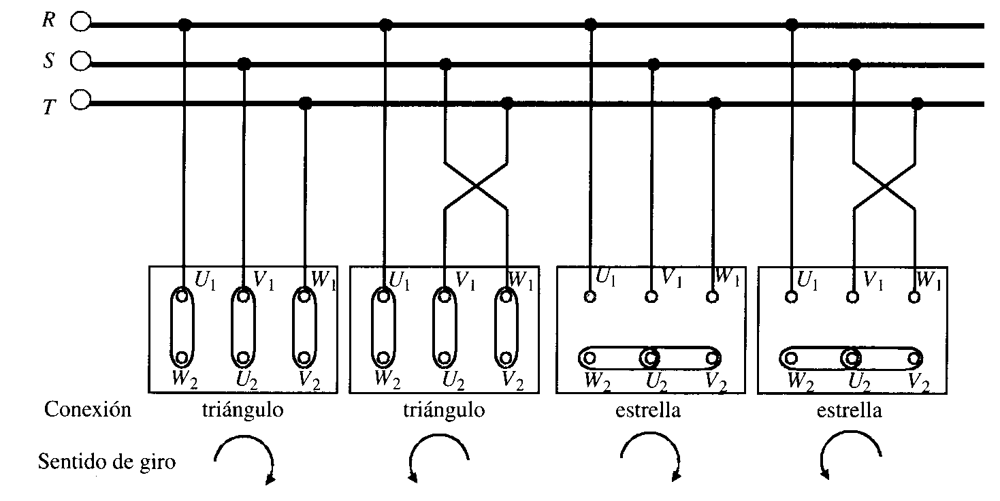 R
S
T
U1 V1 W1 U1 V1 W1 U1 V1 W1 U1 V1 W1
W2 U2 V2 W2 U2 V2 W2 U2 V2 W2 U2 V2
Conexión triángulo triángulo estrella estrella
Sentido de giro